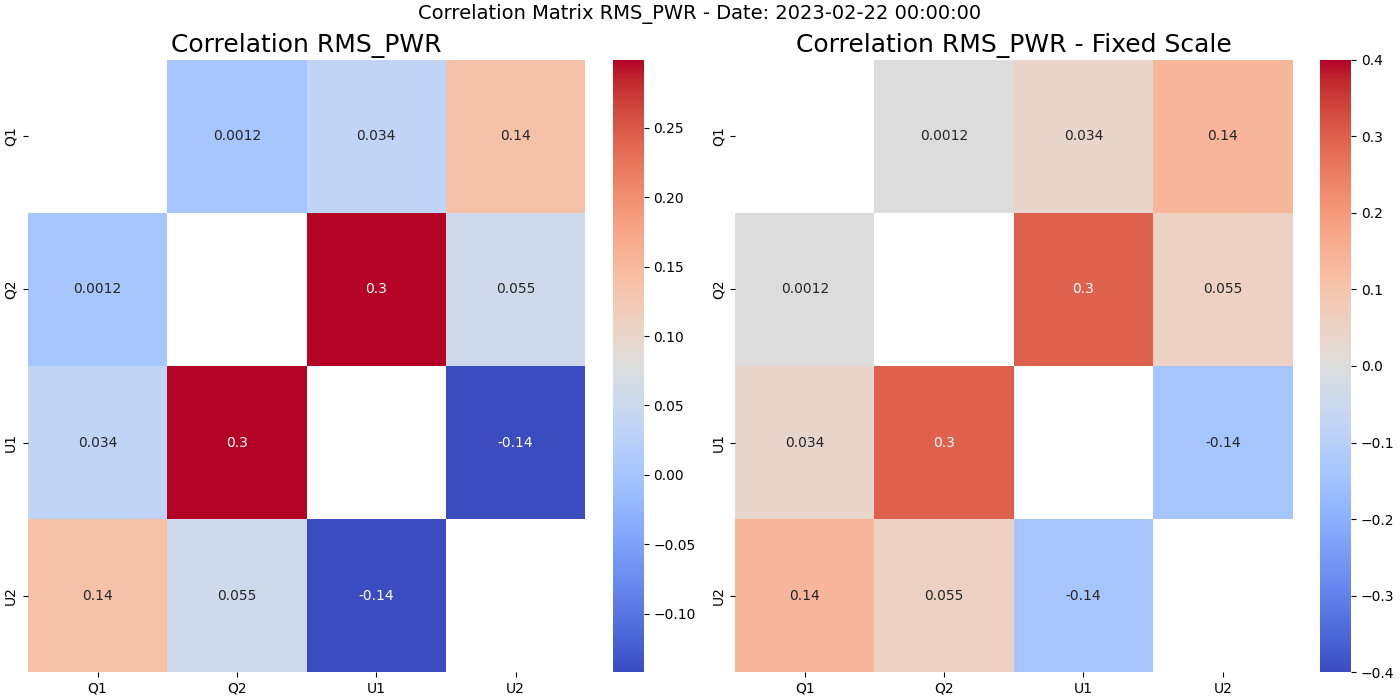 Correlation Matrix RMS_PWR - Date: 2023-02-22 00:00:00
Correlation RMS_PWR
Q1
0.0012
0.034
0.14
Q2
0.0012
0.3
0.055
U1
0.034
0.3
-0.14
U2
0.14
0.055
-0.14
Q1
Q2
U1
U2
0.25
0.20
0.15
0.10
0.05
0.00
−0.05
−0.10
Correlation RMS_PWR - Fixed Scale
Q1
0.0012
0.034
0.14
Q2
0.0012
0.3
0.055
U1
0.034
0.3
-0.14
U2
0.14
0.055
-0.14
Q1
Q2
U1
U2
0.4
0.3
0.2
0.1
0.0
−0.1
−0.2
−0.3
−0.4